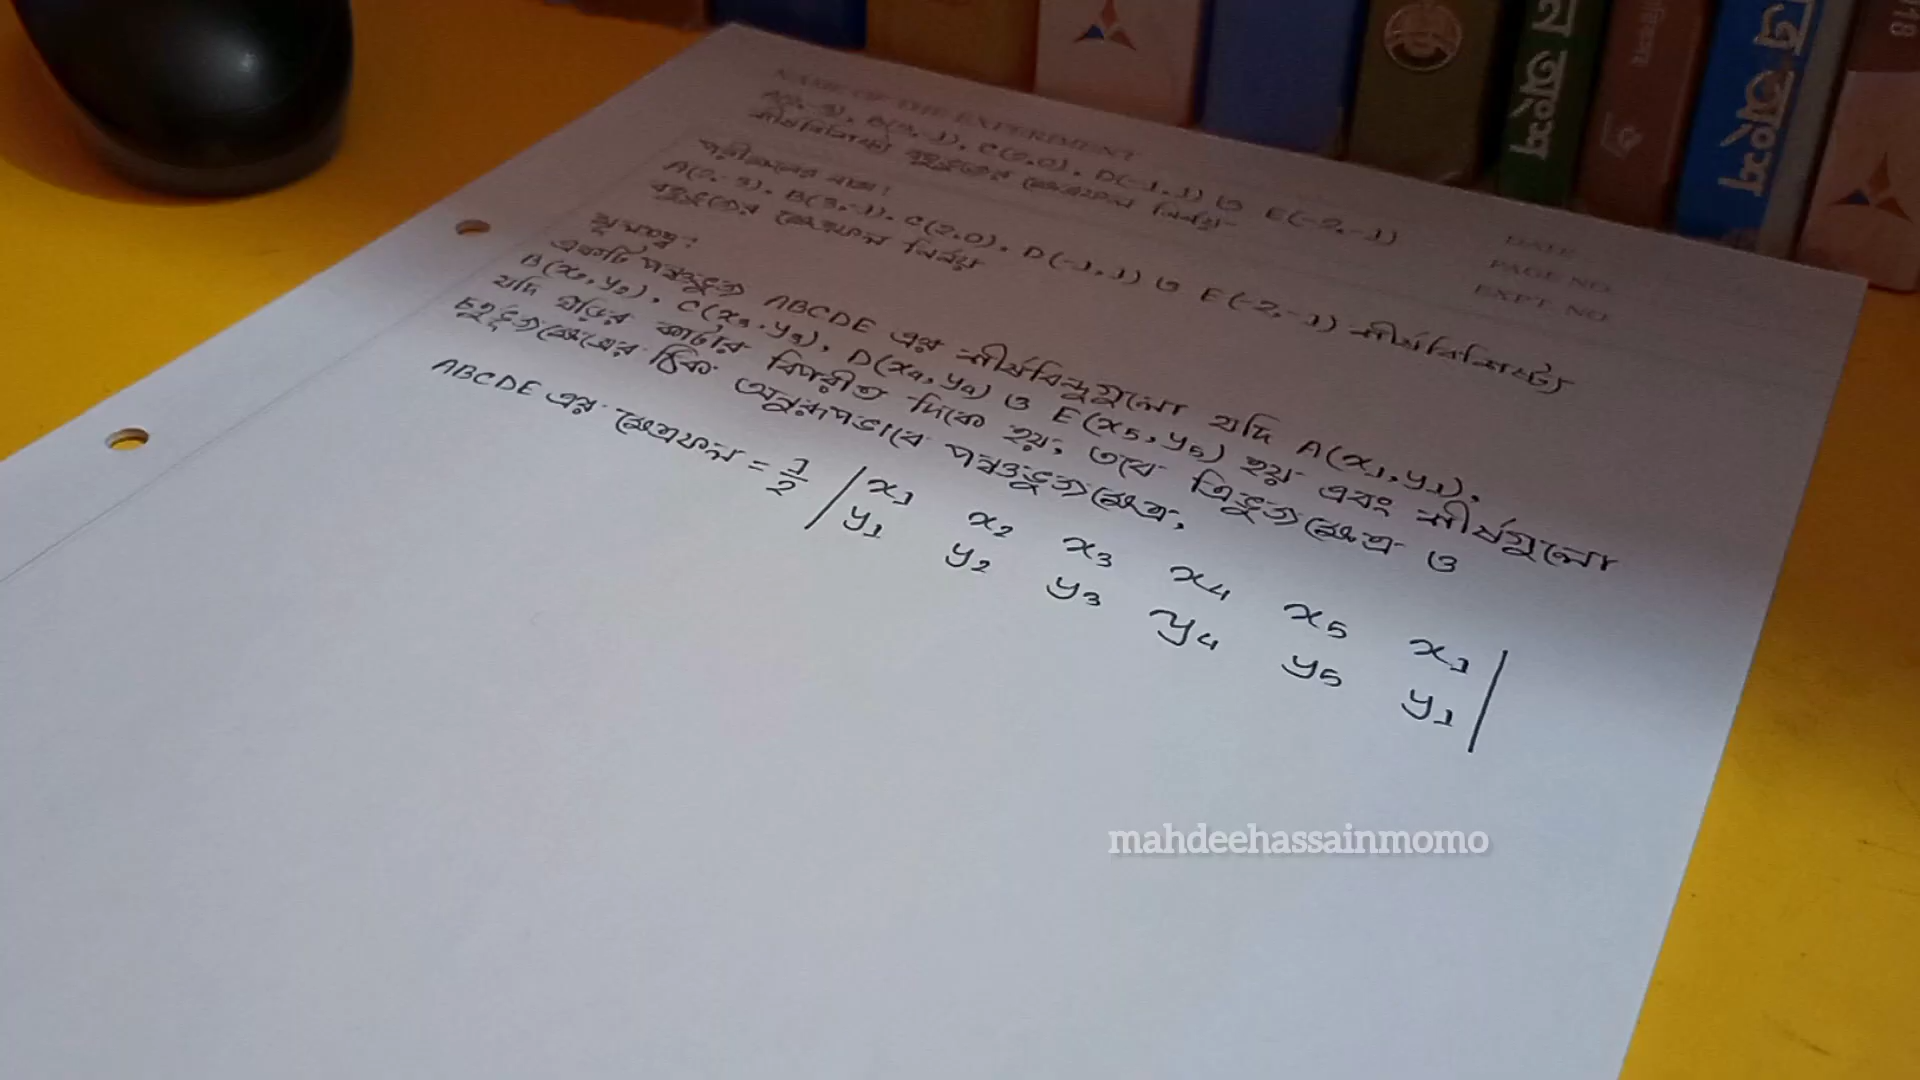 NAME OF THE EXPERIMENT
A(0,-3), B(3,-1), C(2,0), D(-1,1) ও E(-2,-1)
শীর্ষবিশিষ্ট বহুভুজের ক্ষেত্রফল নির্ণয়
DATE
PAGE NO
EXPT. NO
পরীক্ষণের নাম:
A(0,-3), B(3,-1), C(2,0), D(-1,1) ও E(-2,-1) শীর্ষবিশিষ্ট
বহুভুজের ক্ষেত্রফল নির্ণয়
মূলতত্ত্ব:
একটি পঞ্চভুজ ABCDE এর শীর্ষবিন্দুগুলো যদি A(x₁,y₁),
B(x₂,y₂), C(x₃,y₃), D(x₄,y₄) ও E(x₅,y₅) হয় এবং শীর্ষগুলো
যদি ঘড়ির কাটার বিপরীত দিকে হয়, তবে ত্রিভুজক্ষেত্র ও
চতুর্ভুজক্ষেত্রের ঠিক অনুরূপভাবে পঞ্চভুজক্ষেত্র,
ABCDE এর ক্ষেত্রফল = 1/2 | x₁ x₂ x₃ x₄ x₅ x₁ |
y₁ y₂ y₃ y₄ y₅ y₁
mahdeehassainmomo